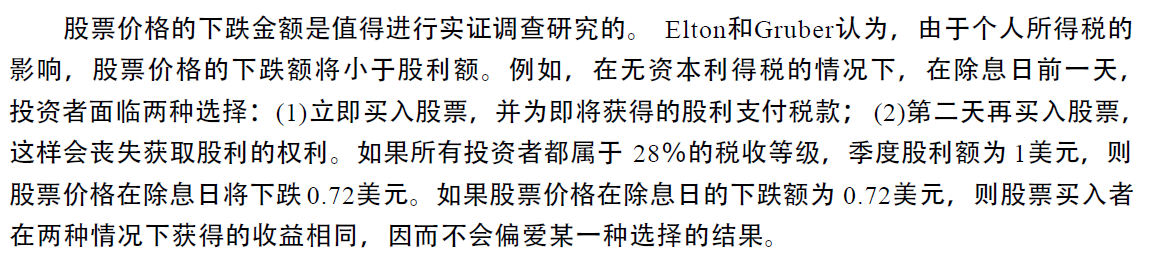 股票价格的下跌金额是值得进行实证调查研究的。 Elton和Gruber认为，由于个人所得税的
影响，股票价格的下跌额将小于股利额。例如，在无资本利得税的情况下，在除息日前一天，
投资者面临两种选择：(1)立即买入股票，并为即将获得的股利支付税款； (2)第二天再买入股票，
这样会丧失获取股利的权利。如果所有投资者都属于 28%的税收等级，季度股利额为 1美元，则
股票价格在除息日将下跌 0.72美元。如果股票价格在除息日的下跌额为 0.72美元，则股票买入者
在两种情况下获得的收益相同，因而不会偏爱某一种选择的结果。